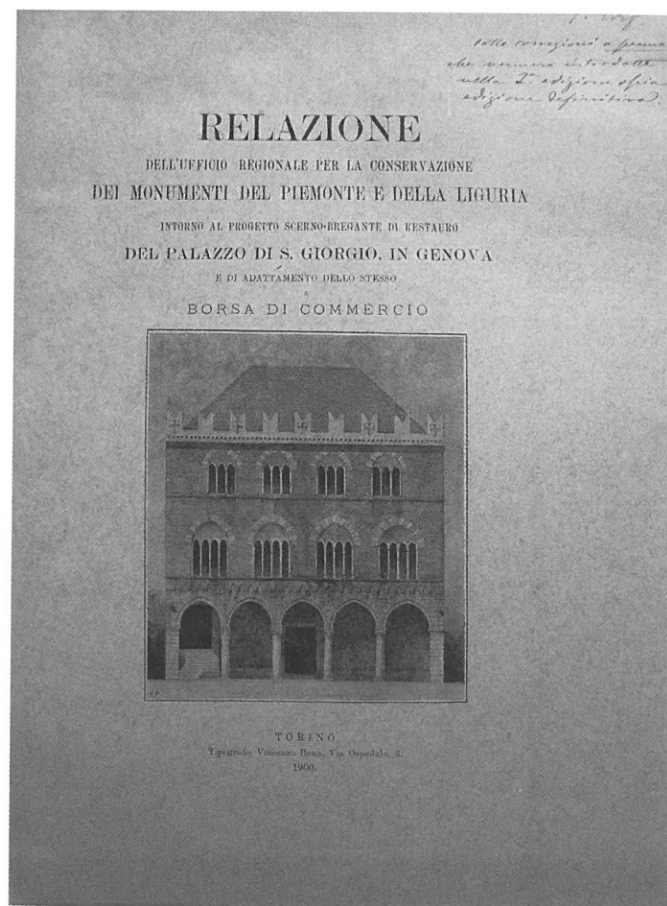 colle correzioni a penna
che vennero introdotte
nella 2ª edizione ossia
edizione definitiva.
RELAZIONE
DELL'UFFICIO REGIONALE PER LA CONSERVAZIONE
DEI MONUMENTI DEL PIEMONTE E DELLA LIGURIA
INTORNO AL PROGETTO SCERNO-BREGANTE DI RESTAURO
DEL PALAZZO DI S. GIORGIO, IN GENOVA
E DI ADATTAMENTO DELLO STESSO
A
BORSA DI COMMERCIO
TORINO
Tipografia Vincenzo Bona, Via Ospedale, 3.
1900.